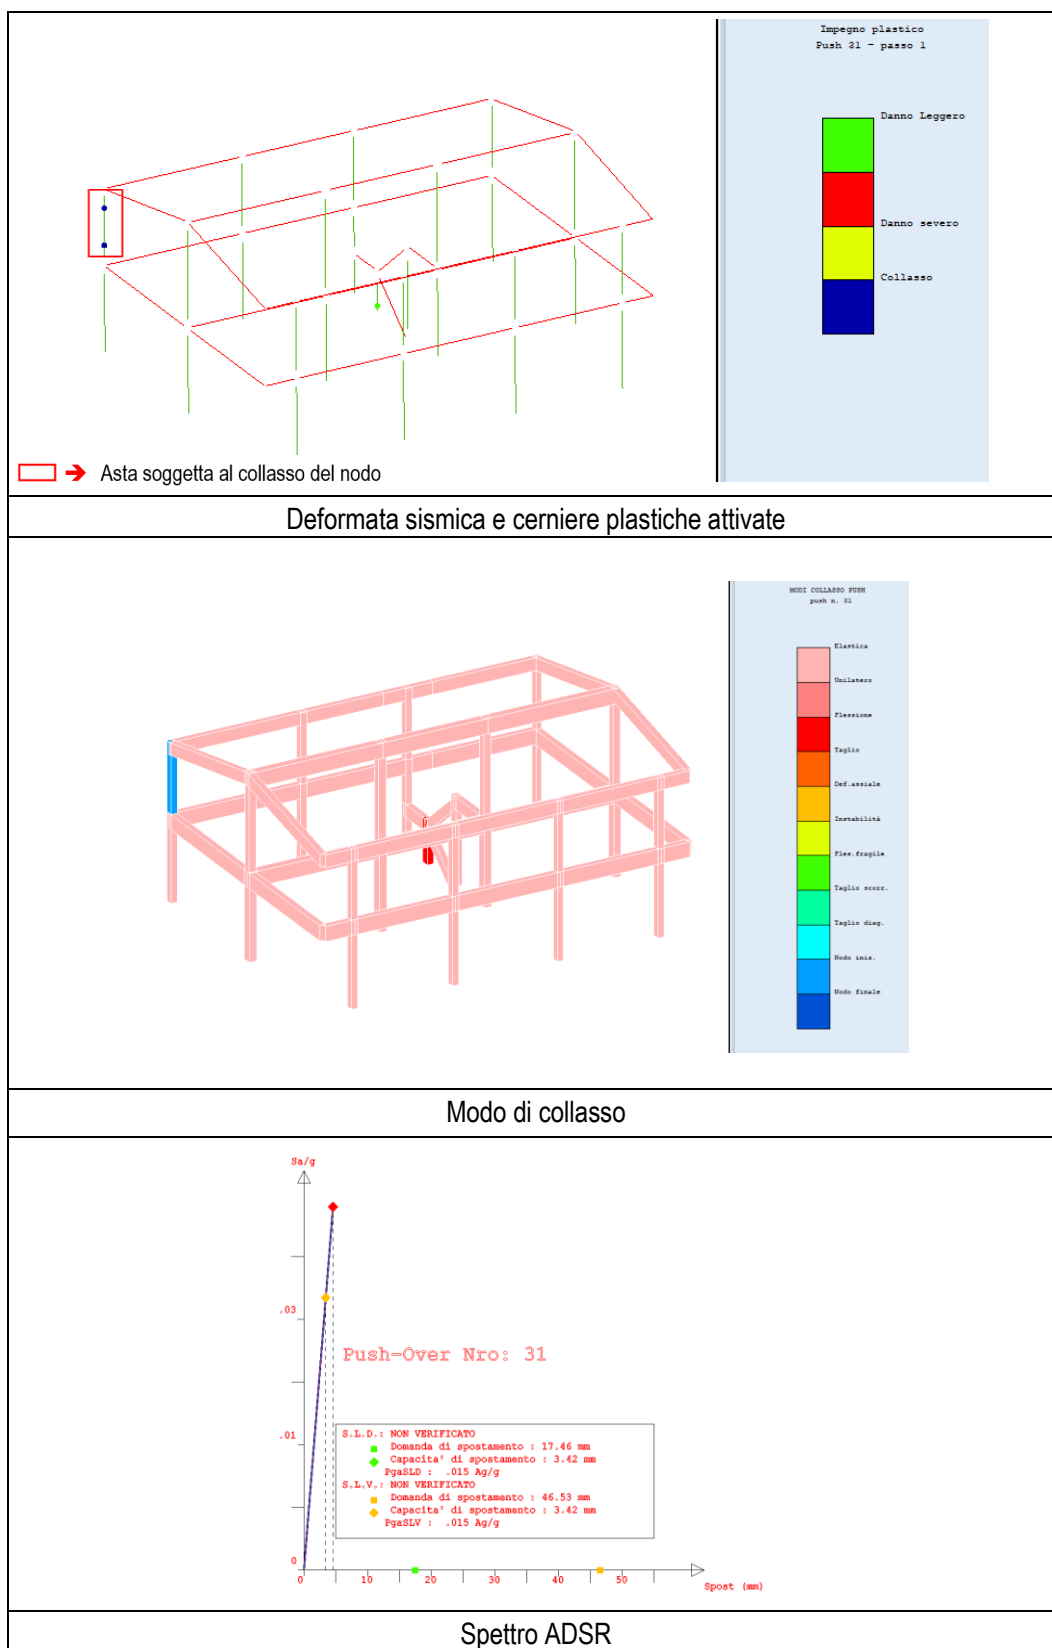 Impegno plastico
Push 31 - passo 1
Danno Leggero
Danno severo
Collasso
Asta soggetta al collasso del nodo
Deformata sismica e cerniere plastiche attivate
MODI COLLASSO PUSH
push n. 31
Elastica
Unilatero
Flessione
Taglio
Def.assiale
Instabilità
Fles.fragile
Taglio scorr.
Taglio diag.
Nodo iniz.
Nodo finale
Modo di collasso
Sa/g
.03
Push-Over Nro: 31
.01
S.L.D.: NON VERIFICATO
Domanda di spostamento : 17.46 mm
Capacita' di spostamento : 3.42 mm
PgaSLD : .015 Ag/g
S.L.V.: NON VERIFICATO
Domanda di spostamento : 46.53 mm
Capacita' di spostamento : 3.42 mm
PgaSLV : .015 Ag/g
0
0 10 20 30 40 50
Spost (mm)
Spettro ADSR